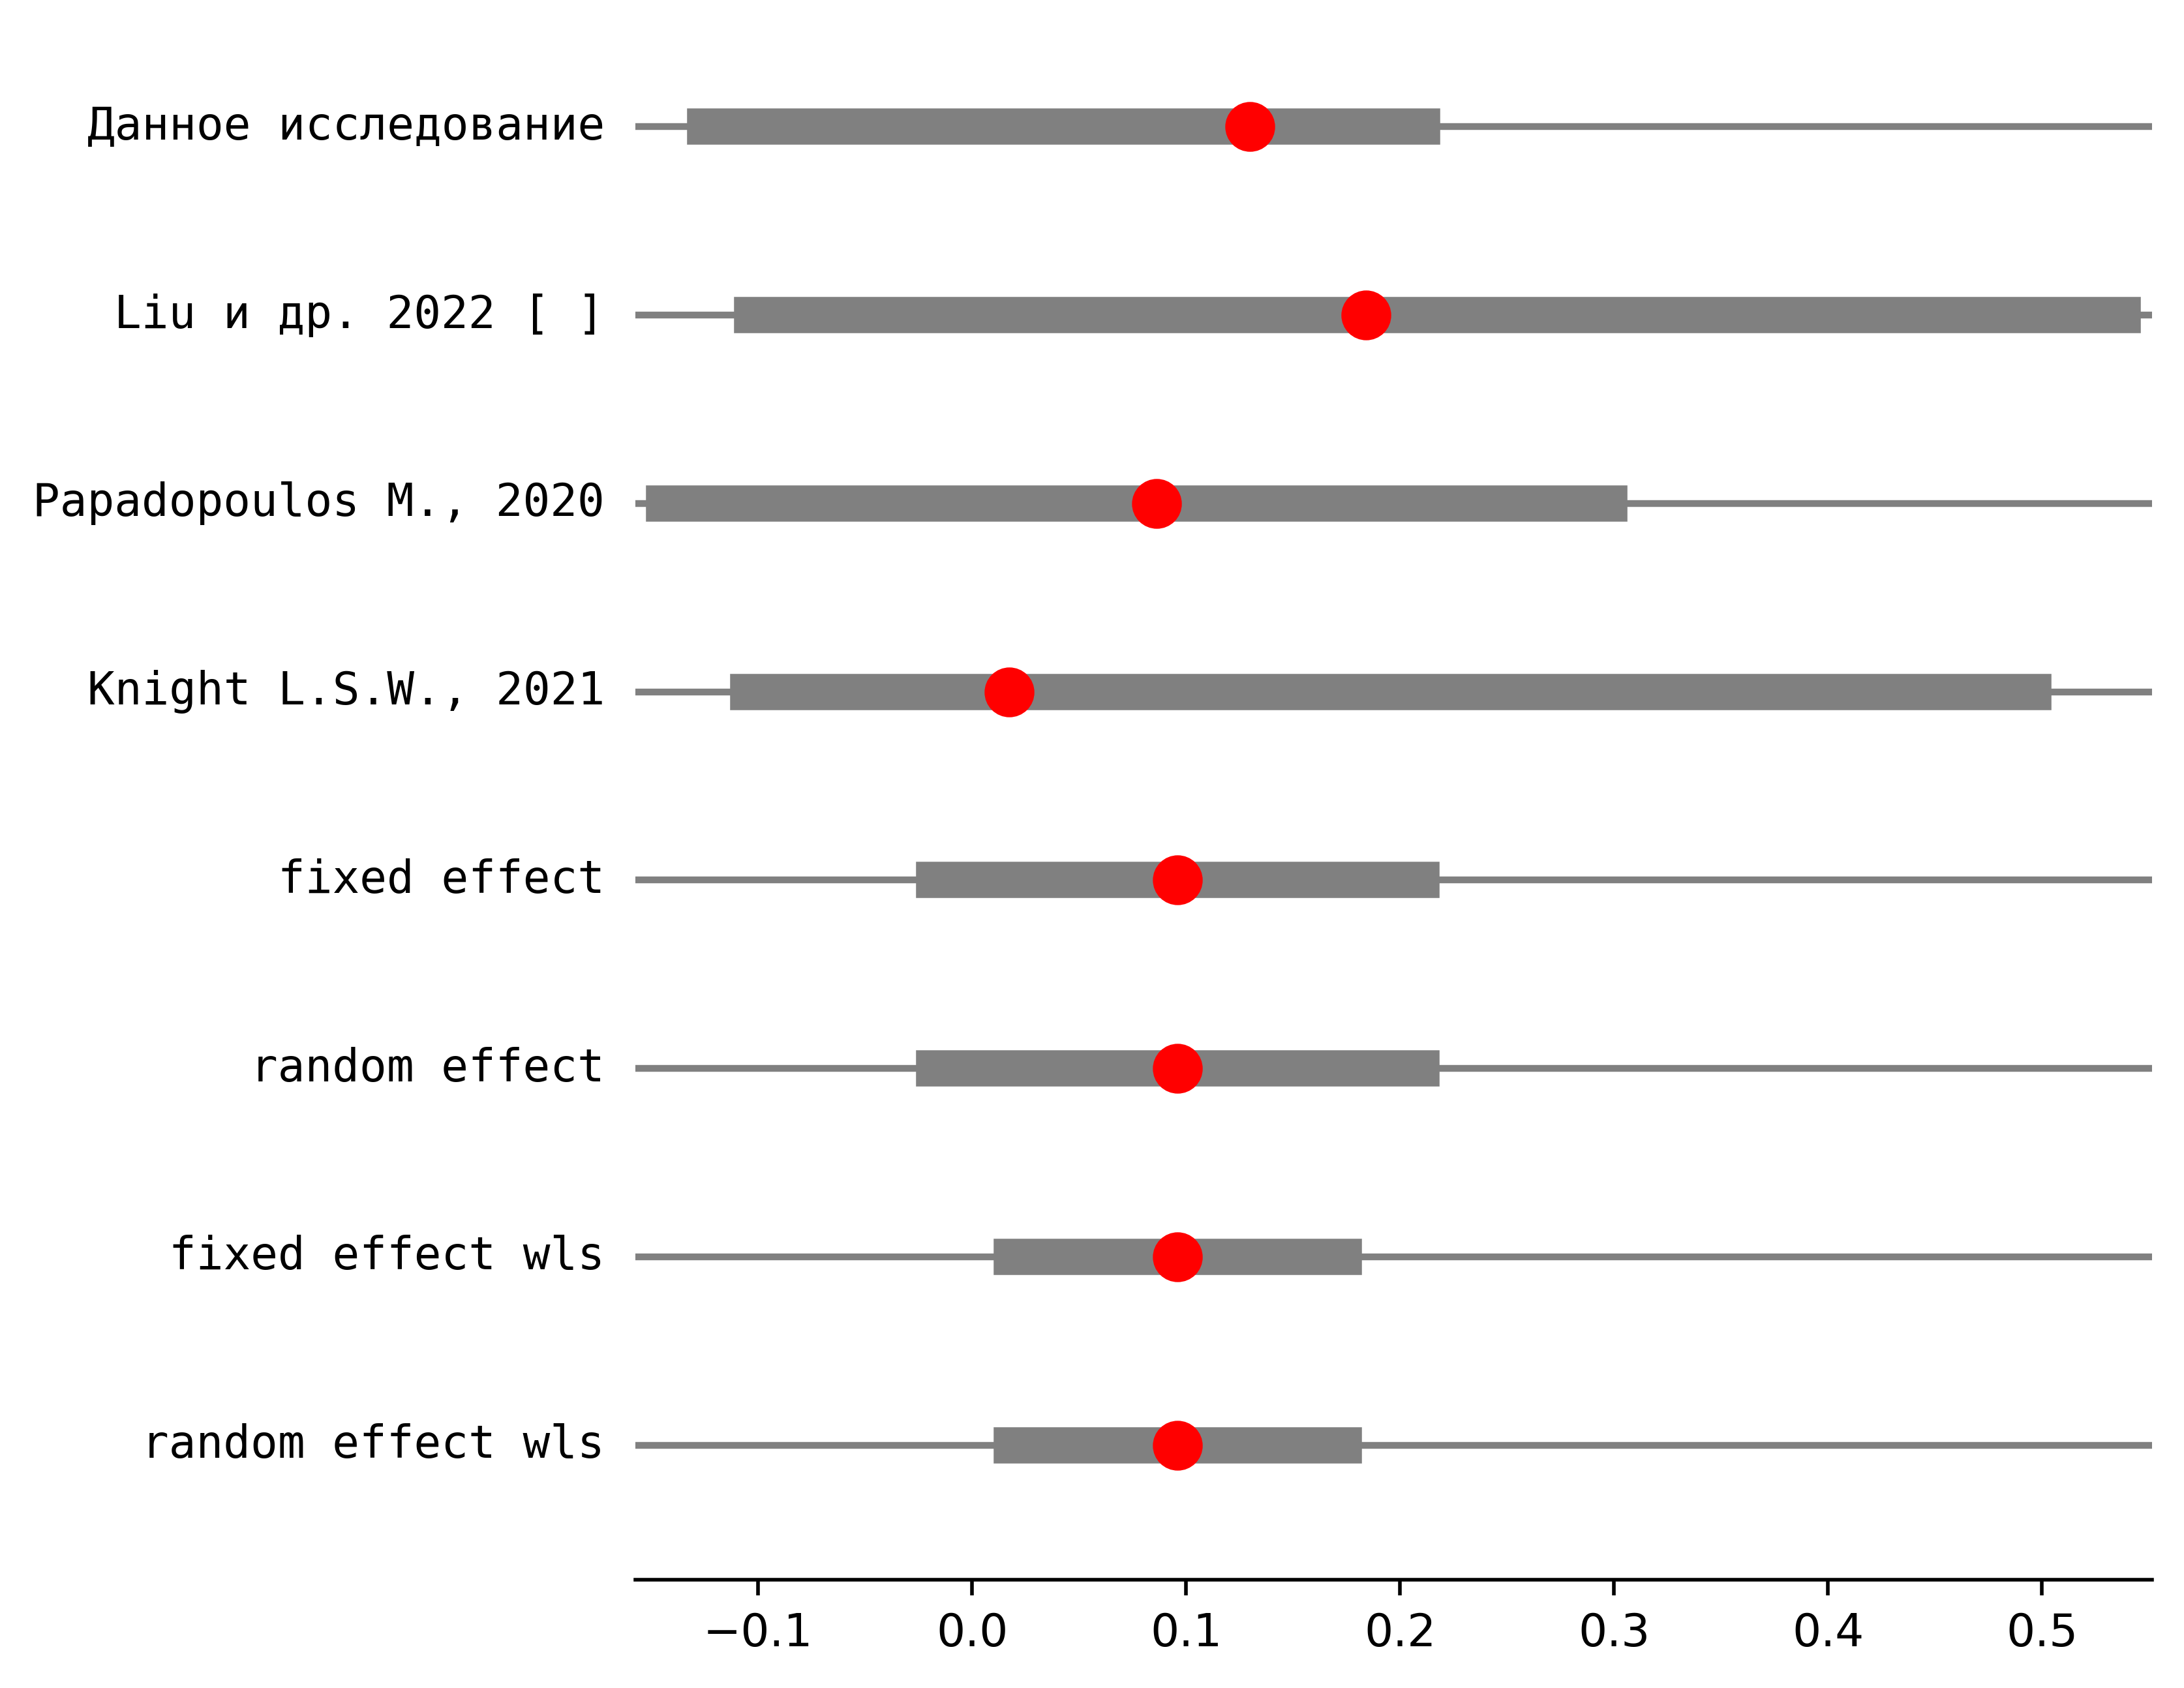 Данное исследование
Liu и др. 2022 [ ]
Papadopoulos M., 2020
Knight L.S.W., 2021
fixed effect
random effect
fixed effect wls
random effect wls
−0.1 0.0 0.1 0.2 0.3 0.4 0.5